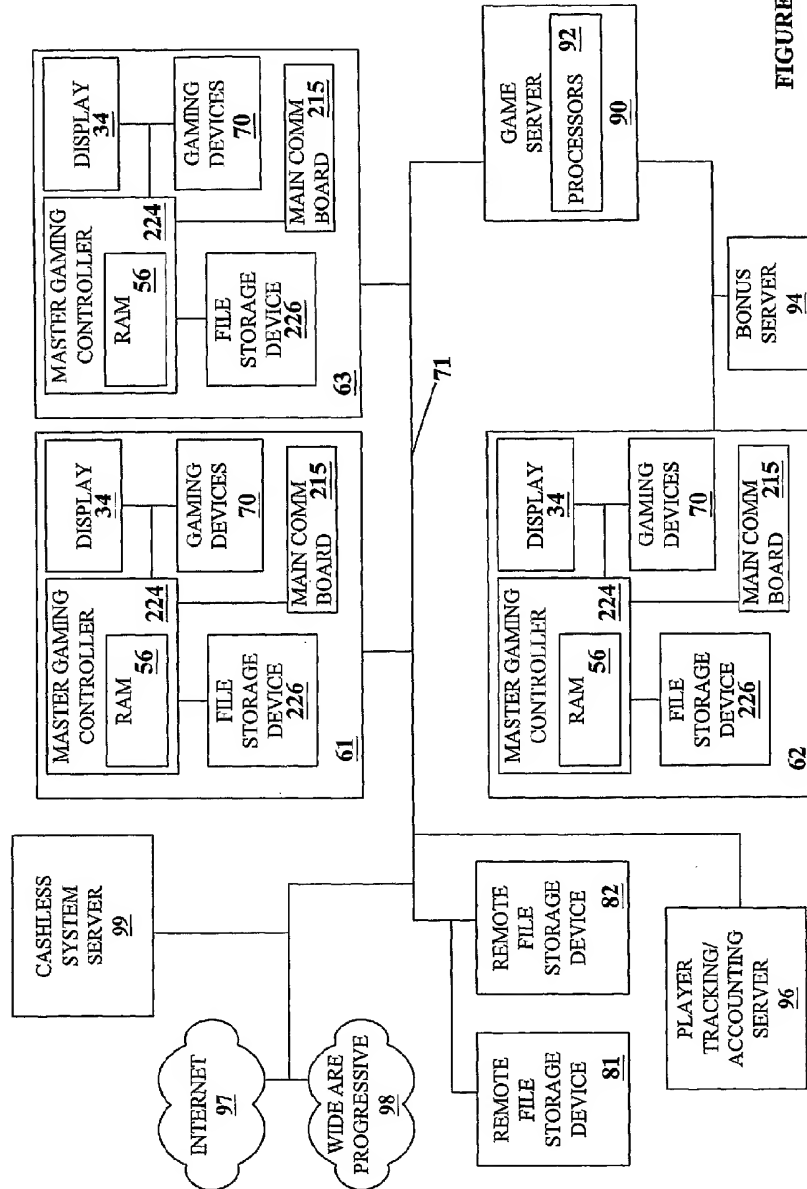 CASHLESS
SYSTEM
SERVER
99
INTERNET
97
WIDE ARE
PROGRESSIVE
98
REMOTE
FILE
STORAGE
DEVICE
81
REMOTE
FILE
STORAGE
DEVICE
82
PLAYER
TRACKING/
ACCOUNTING
SERVER
96
MASTER GAMING
CONTROLLER
224
RAM
56
FILE
STORAGE
DEVICE
226
DISPLAY
34
GAMING
DEVICES
70
MAIN COMM
BOARD
215
61
MASTER GAMING
CONTROLLER
224
RAM
56
FILE
STORAGE
DEVICE
226
DISPLAY
34
GAMING
DEVICES
70
MAIN COMM
BOARD
215
63
71
MASTER GAMING
CONTROLLER
224
RAM
56
FILE
STORAGE
DEVICE
226
DISPLAY
34
GAMING
DEVICES
70
MAIN COMM
BOARD
215
62
GAME
SERVER
PROCESSORS
92
90
BONUS
SERVER
94
FIGURE